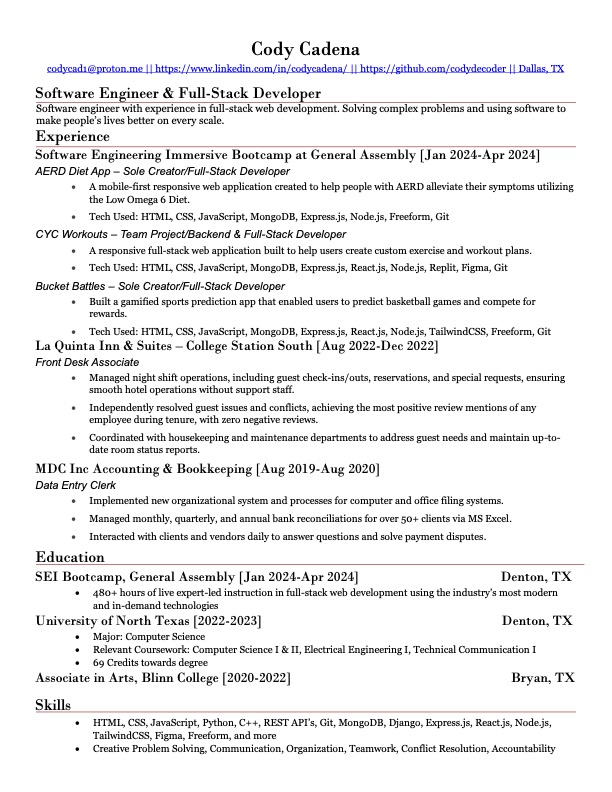 Cody Cadena
codycad1@proton.me || https://www.linkedin.com/in/codycadena/ || https://github.com/codydecoder || Dallas, TX
Software Engineer & Full-Stack Developer
Software engineer with experience in full-stack web development. Solving complex problems and using software to
make people's lives better on every scale.
Experience
Software Engineering Immersive Bootcamp at General Assembly [Jan 2024-Apr 2024]
AERD Diet App – Sole Creator/Full-Stack Developer
• A mobile-first responsive web application created to help people with AERD alleviate their symptoms utilizing
the Low Omega 6 Diet.
• Tech Used: HTML, CSS, JavaScript, MongoDB, Express.js, Node.js, Freeform, Git
CYC Workouts – Team Project/Backend & Full-Stack Developer
• A responsive full-stack web application built to help users create custom exercise and workout plans.
• Tech Used: HTML, CSS, JavaScript, MongoDB, Express.js, React.js, Node.js, Replit, Figma, Git
Bucket Battles – Sole Creator/Full-Stack Developer
• Built a gamified sports prediction app that enabled users to predict basketball games and compete for
rewards.
• Tech Used: HTML, CSS, JavaScript, MongoDB, Express.js, React.js, Node.js, TailwindCSS, Freeform, Git
La Quinta Inn & Suites – College Station South [Aug 2022-Dec 2022]
Front Desk Associate
• Managed night shift operations, including guest check-ins/outs, reservations, and special requests, ensuring
smooth hotel operations without support staff.
• Independently resolved guest issues and conflicts, achieving the most positive review mentions of any
employee during tenure, with zero negative reviews.
• Coordinated with housekeeping and maintenance departments to address guest needs and maintain up-to-
date room status reports.
MDC Inc Accounting & Bookkeeping [Aug 2019-Aug 2020]
Data Entry Clerk
• Implemented new organizational system and processes for computer and office filing systems.
• Managed monthly, quarterly, and annual bank reconciliations for over 50+ clients via MS Excel.
• Interacted with clients and vendors daily to answer questions and solve payment disputes.
Education
SEI Bootcamp, General Assembly [Jan 2024-Apr 2024] Denton, TX
• 480+ hours of live expert-led instruction in full-stack web development using the industry's most modern
and in-demand technologies
University of North Texas [2022-2023] Denton, TX
• Major: Computer Science
• Relevant Coursework: Computer Science I & II, Electrical Engineering I, Technical Communication I
• 69 Credits towards degree
Associate in Arts, Blinn College [2020-2022] Bryan, TX
Skills
• HTML, CSS, JavaScript, Python, C++, REST API's, Git, MongoDB, Django, Express.js, React.js, Node.js,
TailwindCSS, Figma, Freeform, and more
• Creative Problem Solving, Communication, Organization, Teamwork, Conflict Resolution, Accountability